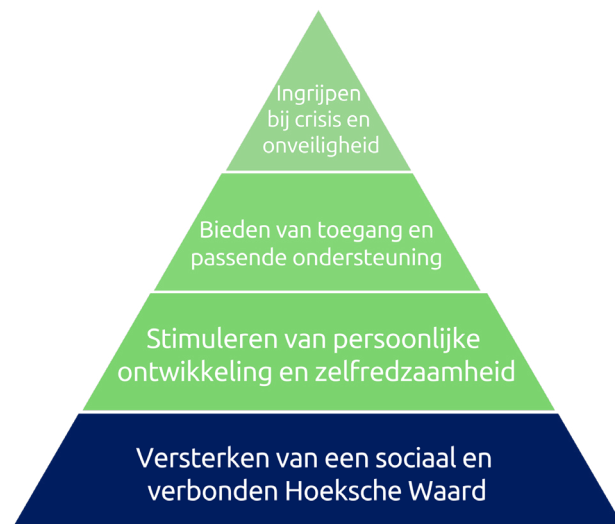 Ingrijpen
bij crisis en
onveiligheid
Bieden van toegang en
passende ondersteuning
Stimuleren van persoonlijke
ontwikkeling en zelfredzaamheid
Versterken van een sociaal en
verbonden Hoeksche Waard